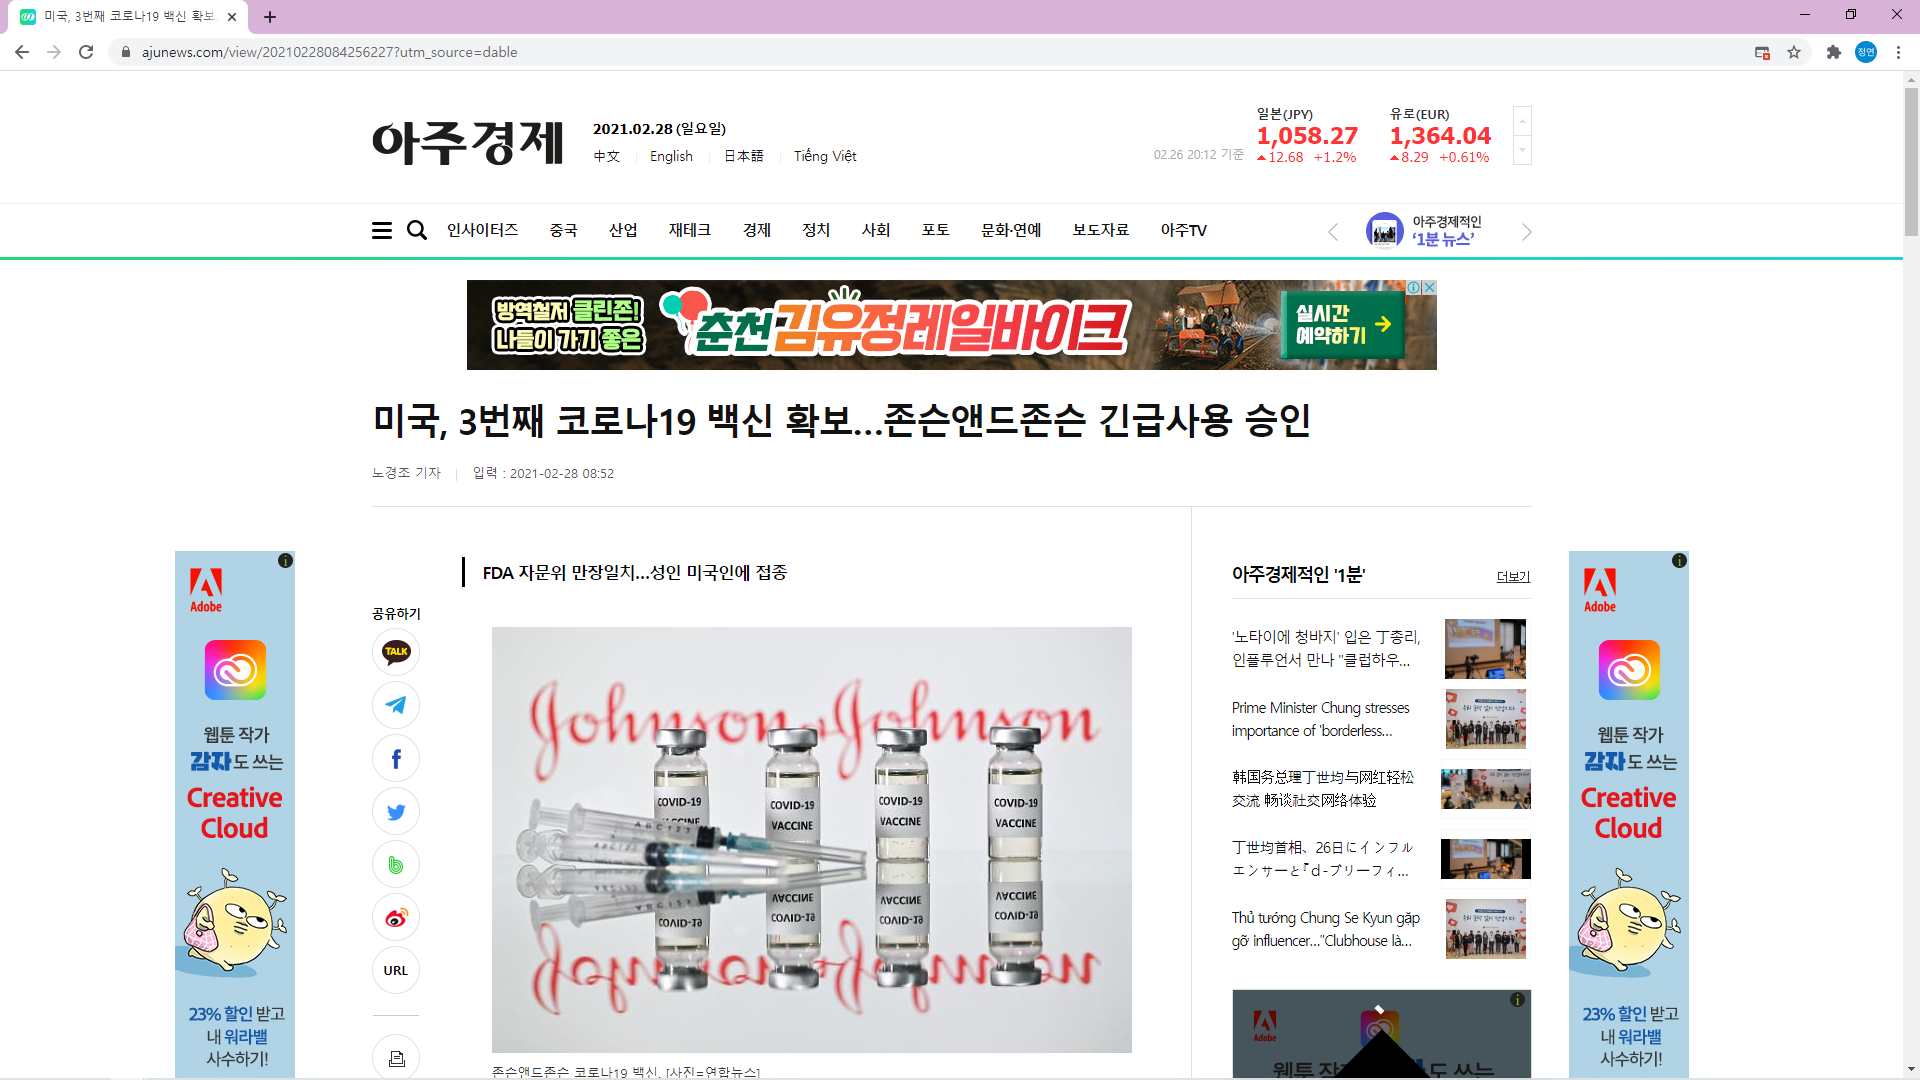 미국, 3번째 코로나19 백신 확보
ajunews.com/view/20210228084256227?utm_source=dable
정연
아주경제
2021.02.28 (일요일)
中文
English
日本語
Tiếng Việt
02.26 20:12 기준
일본(JPY)
1,058.27
12.68 +1.2%
유로(EUR)
1,364.04
8.29 +0.61%
인사이터즈
중국
산업
재테크
경제
정치
사회
포토
문화·연예
보도자료
아주TV
아주경제적인
‘1분 뉴스’
방역철저 클린존!
나들이 가기 좋은
춘천 김유정레일바이크
실시간
예약하기
미국, 3번째 코로나19 백신 확보...존슨앤드존슨 긴급사용 승인
노경조 기자
입력 : 2021-02-28 08:52
Adobe
웹툰 작가
감자도 쓰는
Creative
Cloud
23% 할인 받고
내 워라밸
사수하기!
공유하기
TALK
URL
FDA 자문위 만장일치...성인 미국인에 접종
Johnson & Johnson
COVID-19
VACCINE
COVID-19
VACCINE
COVID-19
VACCINE
COVID-19
VACCINE
존슨앤드존슨 코로나19 백신. [사진=연합뉴스]
아주경제적인 '1분'
더보기
'노타이에 청바지' 입은 丁총리,
인플루언서 만나 "클럽하우...
Prime Minister Chung stresses
importance of 'borderless...
韩国务总理丁世均与网红轻松
交流 畅谈社交网络体验
丁世均首相、26日にインフル
エンサーと『ｄ-ブリーフィ...
Thủ tướng Chung Se Kyun gặp
gỡ influencer..."Clubhouse là...
Adobe
Adobe
웹툰 작가
감자도 쓰는
Creative
Cloud
23% 할인 받고
내 워라밸
사수하기!